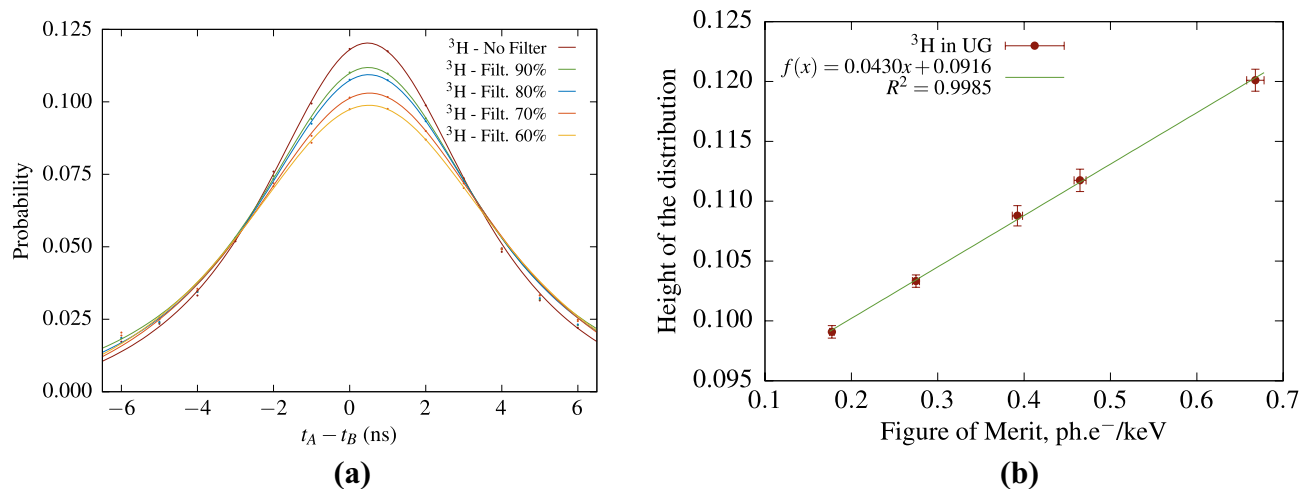 0.125
0.100
0.075
0.050
0.025
0.000
Probability
−6
−4
−2
0
2
4
6
t_A − t_B (ns)
³H - No Filter
³H - Filt. 90%
³H - Filt. 80%
³H - Filt. 70%
³H - Filt. 60%
(a)
0.125
0.120
0.115
0.110
0.105
0.100
0.095
Height of the distribution
0.1
0.2
0.3
0.4
0.5
0.6
0.7
Figure of Merit, ph.e⁻/keV
³H in UG
f(x) = 0.0430x + 0.0916
R² = 0.9985
(b)